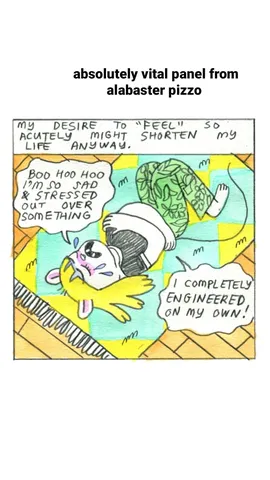 absolutely vital panel from
alabaster pizzo
MY DESIRE TO "FEEL" SO
ACUTELY MIGHT SHORTEN MY
LIFE ANYWAY.
BOO HOO HOO
I'M SO SAD
& STRESSED
OUT OVER
SOMETHING
I COMPLETELY
ENGINEERED
ON MY OWN!